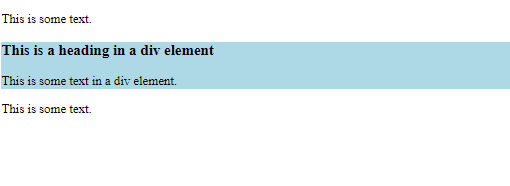 This is some text.
This is a heading in a div element
This is some text in a div element.
This is some text.